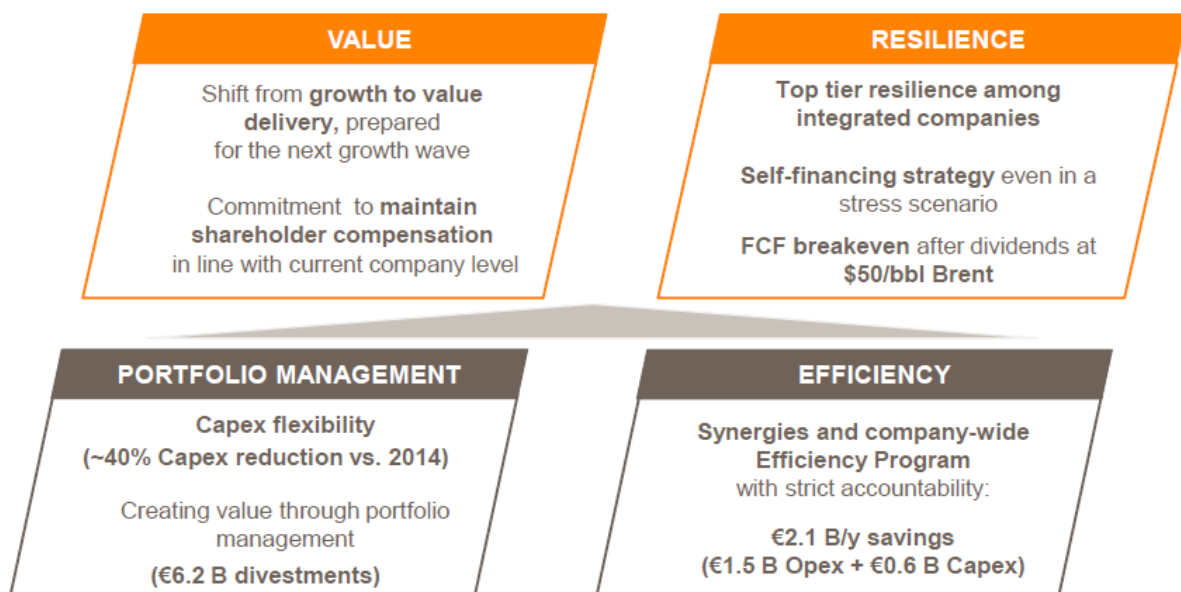 VALUE
Shift from growth to value
delivery, prepared
for the next growth wave
Commitment to maintain
shareholder compensation
in line with current company level
RESILIENCE
Top tier resilience among
integrated companies
Self-financing strategy even in a
stress scenario
FCF breakeven after dividends at
$50/bbl Brent
PORTFOLIO MANAGEMENT
Capex flexibility
(~40% Capex reduction vs. 2014)
Creating value through portfolio
management
(€6.2 B divestments)
EFFICIENCY
Synergies and company-wide
Efficiency Program
with strict accountability:
€2.1 B/y savings
(€1.5 B Opex + €0.6 B Capex)